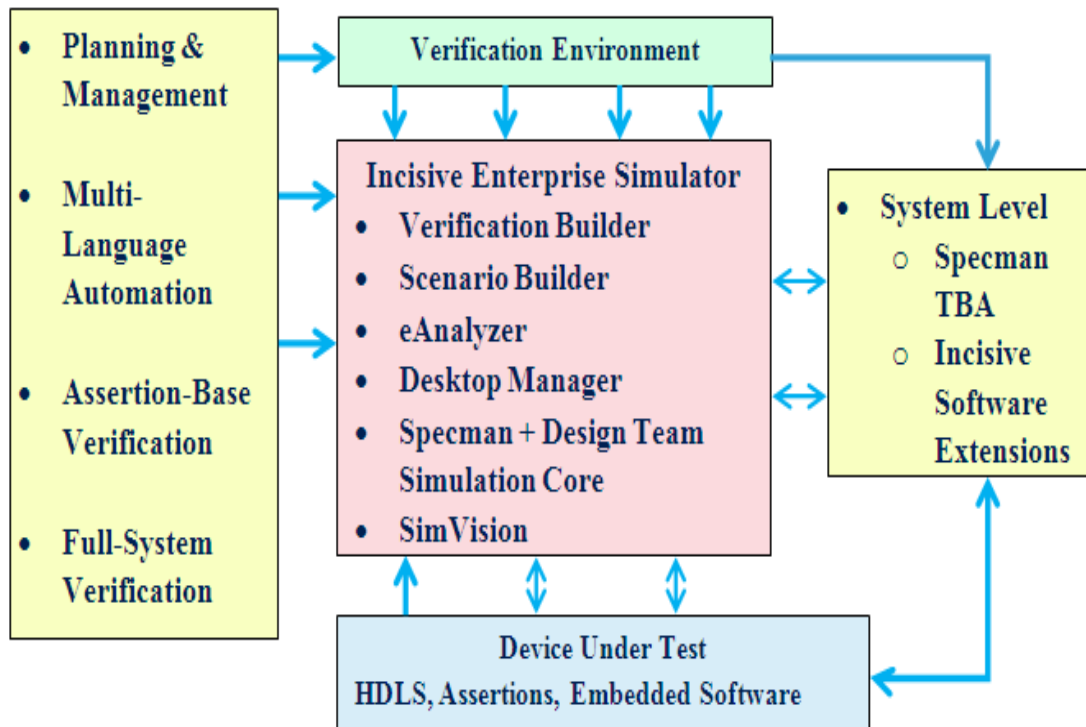 • Planning &
Management
• Multi-
Language
Automation
• Assertion-Base
Verification
• Full-System
Verification
Verification Environment
Incisive Enterprise Simulator
• Verification Builder
• Scenario Builder
• eAnalyzer
• Desktop Manager
• Specman + Design Team
Simulation Core
• SimVision
• System Level
o Specman
TBA
o Incisive
Software
Extensions
Device Under Test
HDLS, Assertions, Embedded Software